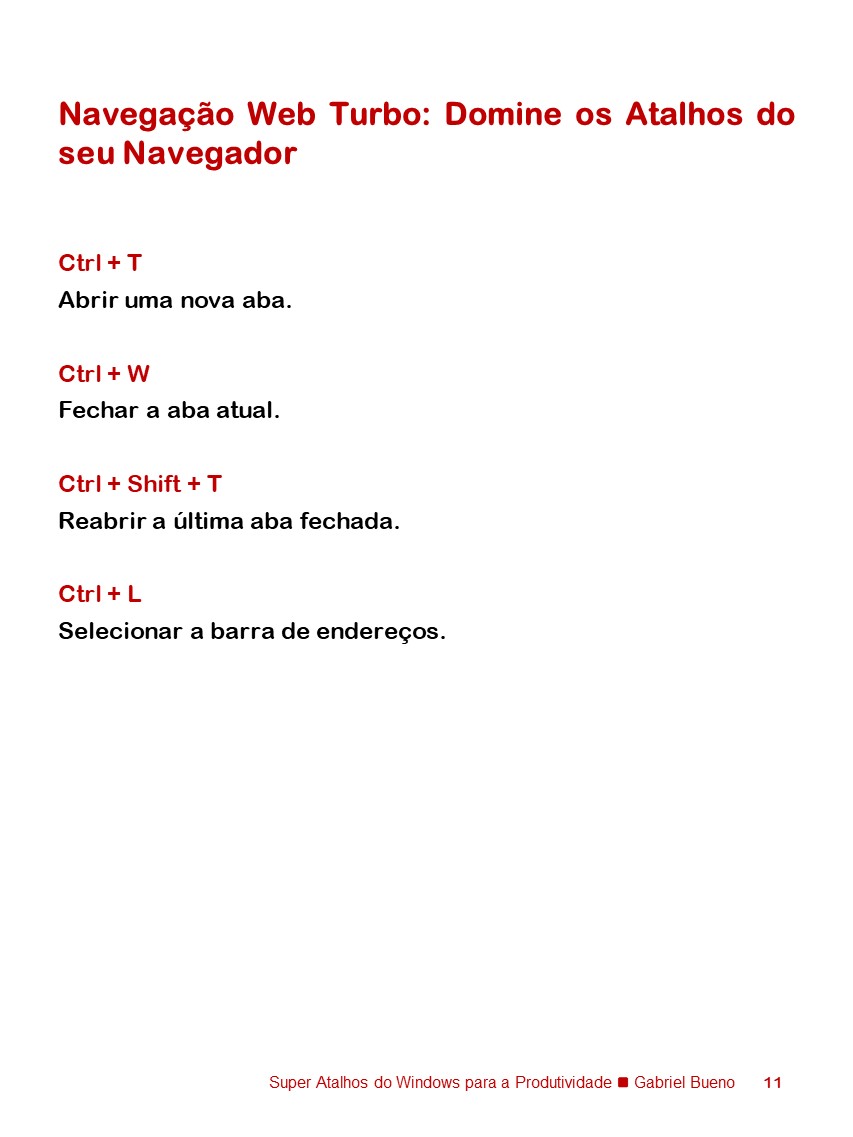 Navegação Web Turbo: Domine os Atalhos do
seu Navegador
Ctrl + T
Abrir uma nova aba.
Ctrl + W
Fechar a aba atual.
Ctrl + Shift + T
Reabrir a última aba fechada.
Ctrl + L
Selecionar a barra de endereços.
Super Atalhos do Windows para a Produtividade ■ Gabriel Bueno 11